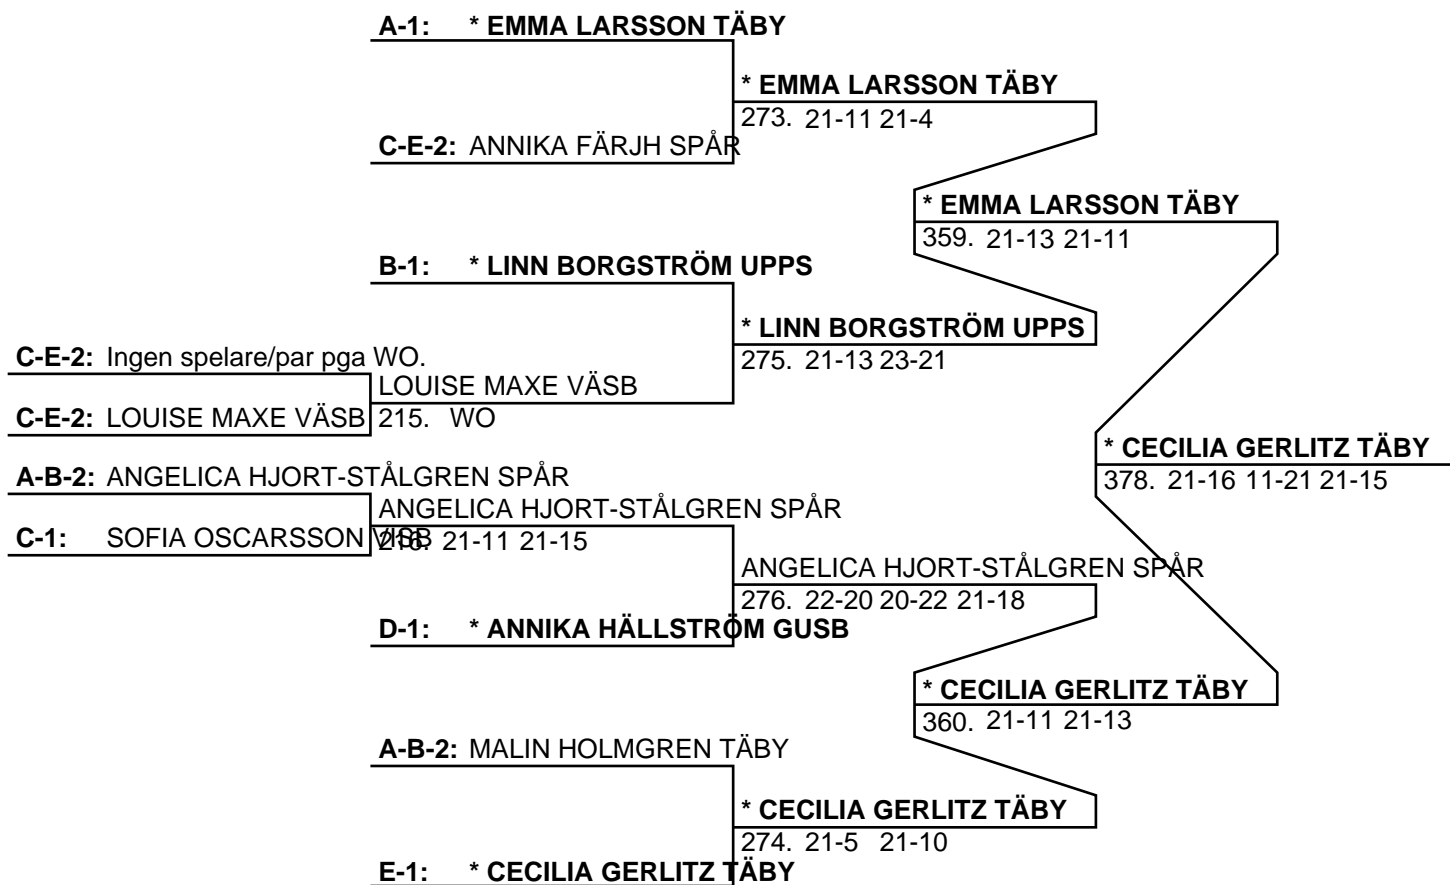 A-1: * EMMA LARSSON TÄBY
* EMMA LARSSON TÄBY
273. 21-11 21-4
C-E-2: ANNIKA FÄRJH SPÅR
* EMMA LARSSON TÄBY
359. 21-13 21-11
B-1: * LINN BORGSTRÖM UPPS
* LINN BORGSTRÖM UPPS
275. 21-13 23-21
C-E-2: Ingen spelare/par pga WO.
LOUISE MAXE VÄSB
C-E-2: LOUISE MAXE VÄSB
215. WO
* CECILIA GERLITZ TÄBY
378. 21-16 11-21 21-15
A-B-2: ANGELICA HJORT-STÅLGREN SPÅR
ANGELICA HJORT-STÅLGREN SPÅR
C-1: SOFIA OSCARSSON VISB
216. 21-11 21-15
ANGELICA HJORT-STÅLGREN SPÅR
276. 22-20 20-22 21-18
D-1: * ANNIKA HÄLLSTRÖM GUSB
* CECILIA GERLITZ TÄBY
360. 21-11 21-13
A-B-2: MALIN HOLMGREN TÄBY
* CECILIA GERLITZ TÄBY
274. 21-5 21-10
E-1: * CECILIA GERLITZ TÄBY